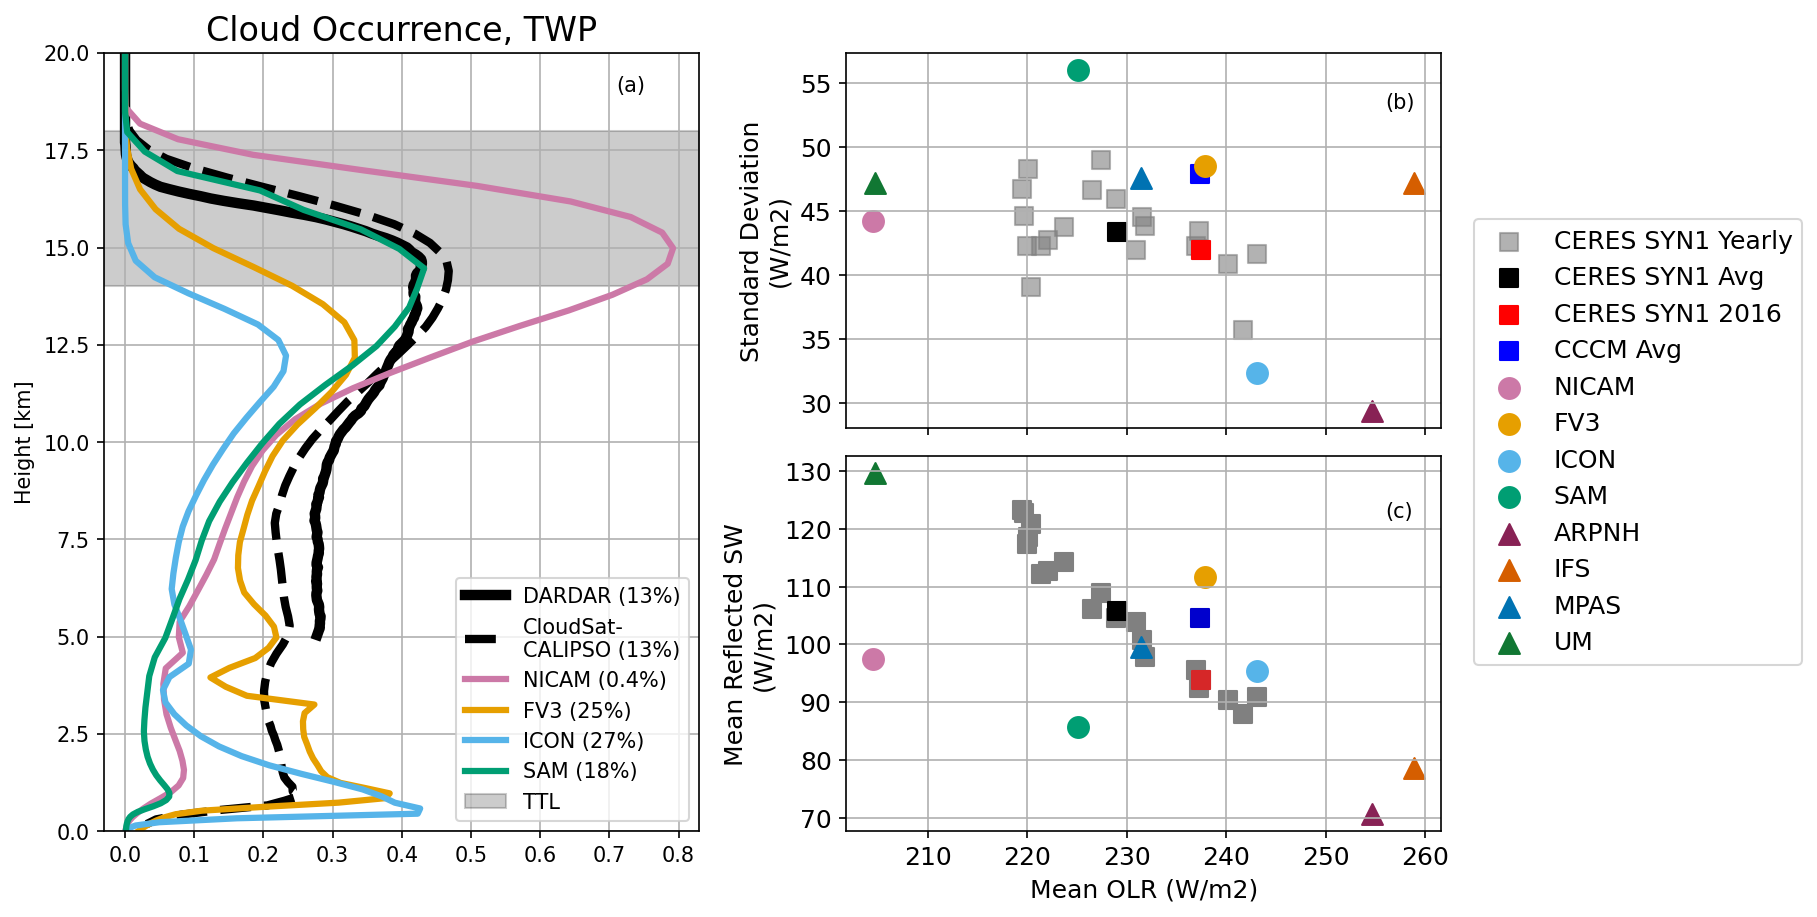 Cloud Occurrence, TWP
(a)
Height [km]
20.0
17.5
15.0
12.5
10.0
7.5
5.0
2.5
0.0
0.0 0.1 0.2 0.3 0.4 0.5 0.6 0.7 0.8
DARDAR (13%)
CloudSat-
CALIPSO (13%)
NICAM (0.4%)
FV3 (25%)
ICON (27%)
SAM (18%)
TTL
(b)
Standard Deviation
(W/m2)
55
50
45
40
35
30
(c)
Mean Reflected SW
(W/m2)
130
120
110
100
90
80
70
210 220 230 240 250 260
Mean OLR (W/m2)
CERES SYN1 Yearly
CERES SYN1 Avg
CERES SYN1 2016
CCCM Avg
NICAM
FV3
ICON
SAM
ARPNH
IFS
MPAS
UM